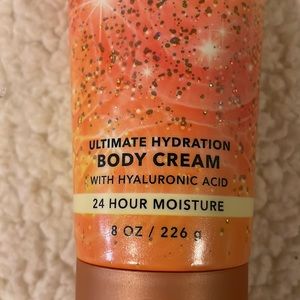 ULTIMATE HYDRATION
BODY CREAM
WITH HYALURONIC ACID
24 HOUR MOISTURE
8 OZ / 226 g